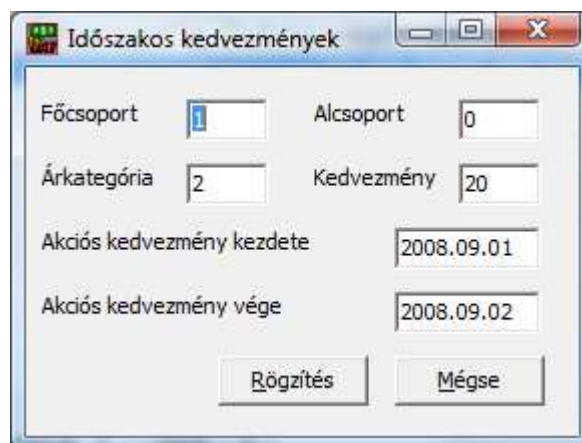 Időszakos kedvezmények
Főcsoport 1 Alcsoport 0
Árkategória 2 Kedvezmény 20
Akciós kedvezmény kezdete 2008.09.01
Akciós kedvezmény vége 2008.09.02
Rögzítés Mégse